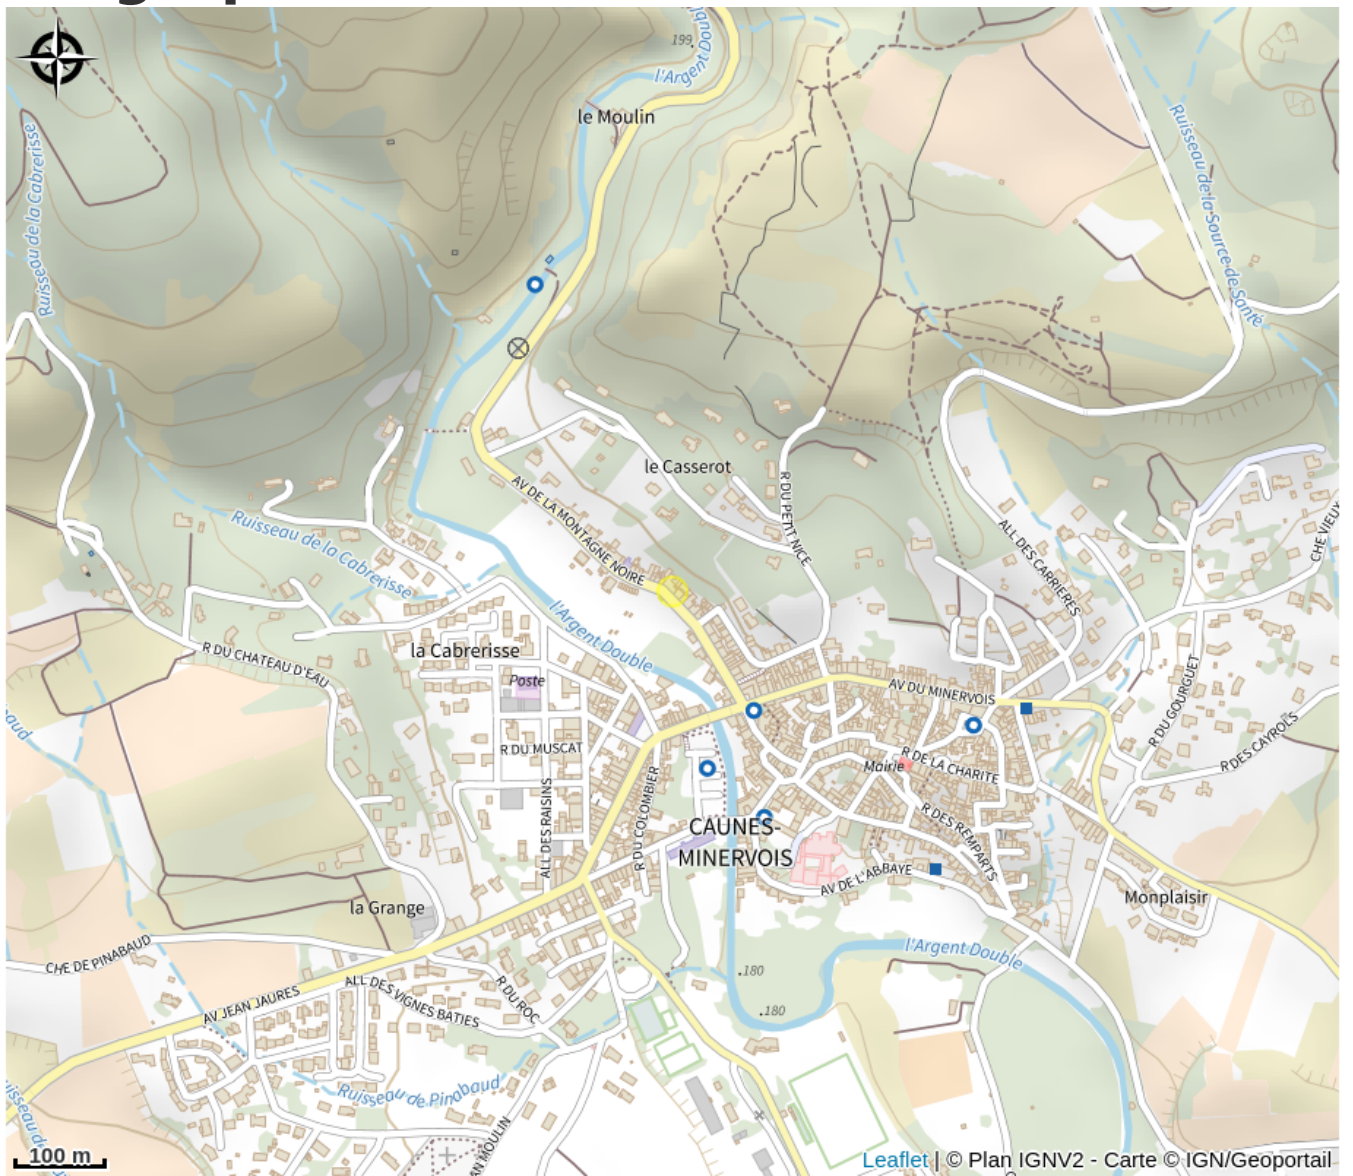 199.
l'Argent Dou
le Moulin
Ruisseau de la Cabrerisse
Ruisseau de la Source de Santé
le Casserot
AV DE LA MONTAGNE NOIRE
R DU PETIT NICE
Ruisseau de la Cabrerisse
ALL DES CARRIERES
CHE VIEUX
l'Argent Double
la Cabrerisse
R DU CHATEAU D'EAU
Poste
AV DU MINERVOIS
R DU GOURGUET
R DES CAYROLS
R DU MUSCAT
Mairie
R DE LA CHARITE
ALL DES RAISINS
R DU COLOMBIER
R DES REMPARTS
CAUNES-
MINERVOIS
AV DE L'ABBAYE
Monplaisir
la Grange
CHE DE PINABAUD
l'Argent Double
.180
.180
ALL DES VIGNES BATIES
R DU ROC
AV JEAN JAURES
Ruisseau de Pinabaud
AN MOULIN
100 m
Leaflet | © Plan IGNV2 - Carte © IGN/Geoportail